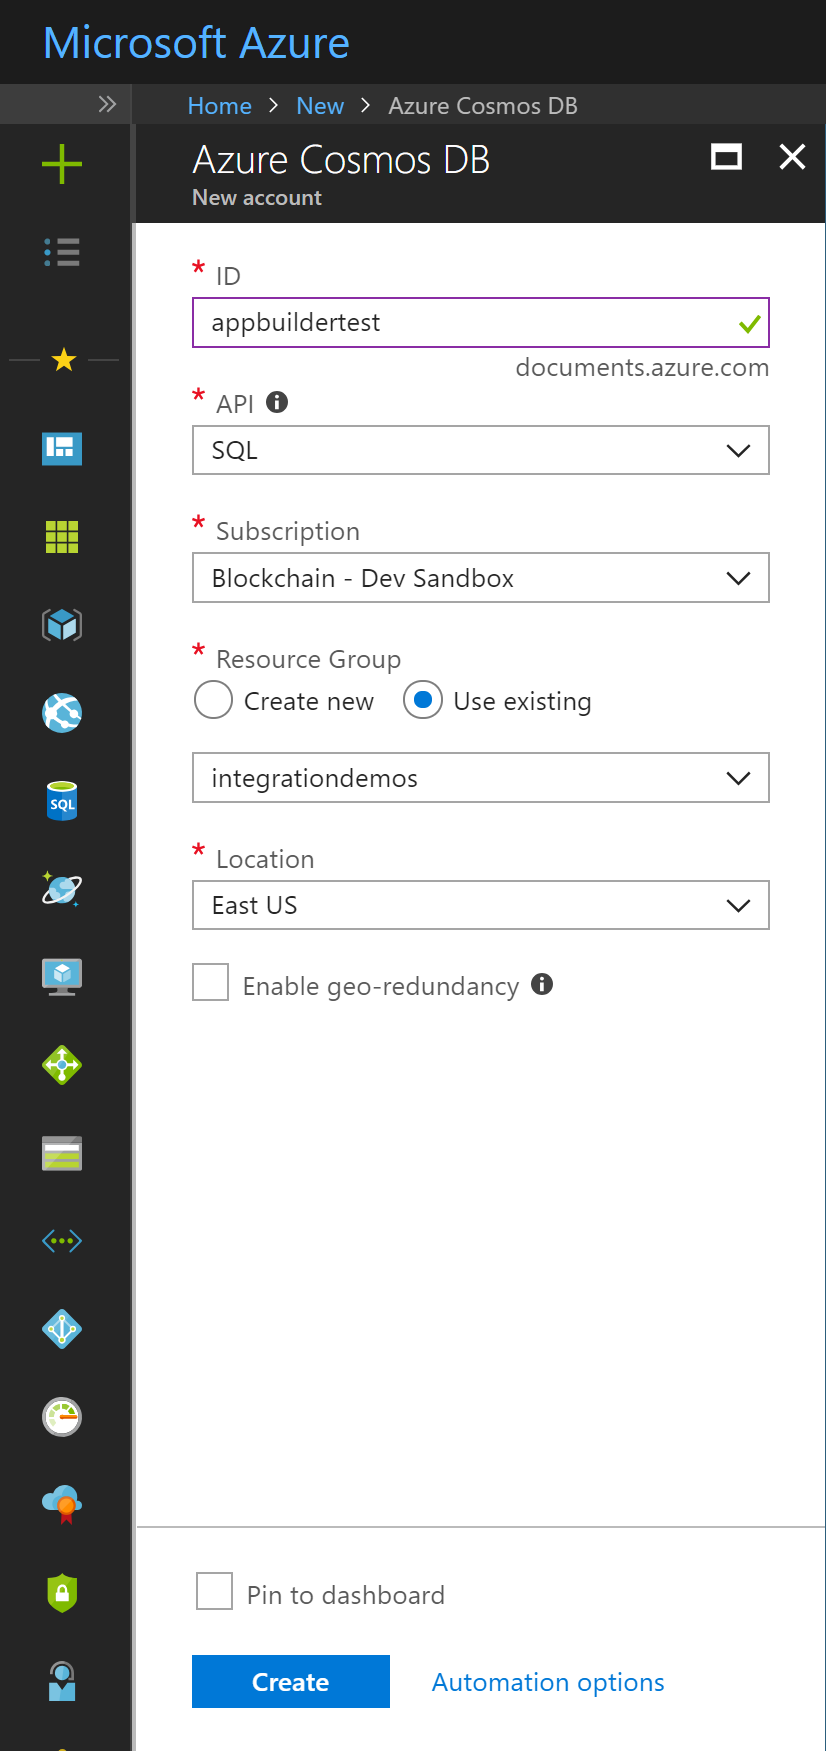 Microsoft Azure
Home > New > Azure Cosmos DB
Azure Cosmos DB
New account
* ID
appbuildertest
documents.azure.com
* API
SQL
* Subscription
Blockchain - Dev Sandbox
* Resource Group
Create new Use existing
integrationdemos
* Location
East US
Enable geo-redundancy
SQL
Pin to dashboard
Create Automation options